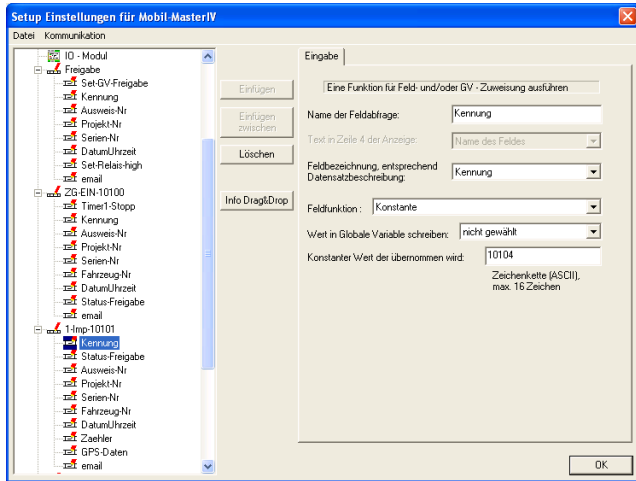 Setup Einstellungen für Mobil-MasterIV
Datei Kommunikation
IO - Modul
Freigabe
Set-GV-Freigabe
Kennung
Ausweis-Nr
Projekt-Nr
Serien-Nr
DatumUhrzeit
Set-Relais-high
email
ZG-EIN-10100
Timer1-Stopp
Kennung
Ausweis-Nr
Projekt-Nr
Serien-Nr
Fahrzeug-Nr
DatumUhrzeit
Status-Freigabe
email
1-Imp-10101
Kennung
Status-Freigabe
Ausweis-Nr
Projekt-Nr
Serien-Nr
Fahrzeug-Nr
DatumUhrzeit
Zaehler
GPS-Daten
email
Einfügen
Einfügen
zwischen
Löschen
Info Drag&Drop
Eingabe
Eine Funktion für Feld- und/oder GV - Zuweisung ausführen
Name der Feldabfrage: Kennung
Text in Zeile 4 der Anzeige: Name des Feldes
Feldbezeichnung, entsprechend
Datensatzbeschreibung: Kennung
Feldfunktion : Konstante
Wert in Globale Variable schreiben: nicht gewählt
Konstanter Wert der übernommen wird: 10104
Zeichenkette (ASCII),
max. 16 Zeichen
OK